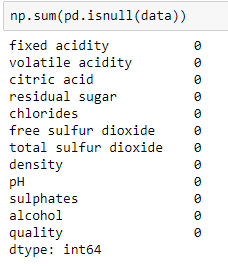 np.sum(pd.isnull(data))
fixed acidity 0
volatile acidity 0
citric acid 0
residual sugar 0
chlorides 0
free sulfur dioxide 0
total sulfur dioxide 0
density 0
pH 0
sulphates 0
alcohol 0
quality 0
dtype: int64